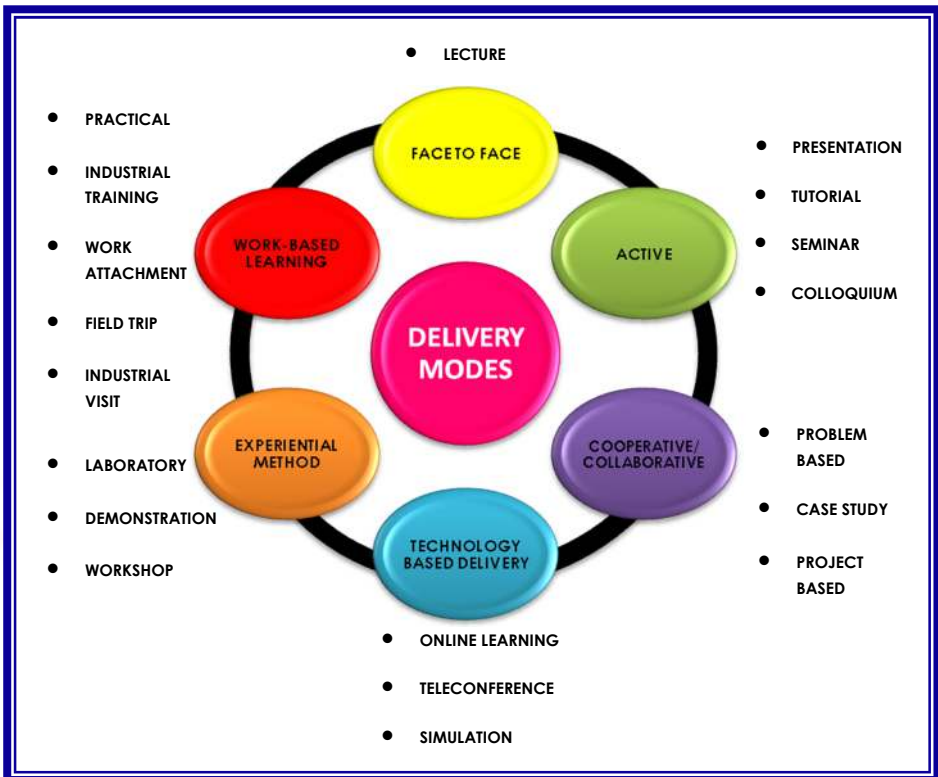 LECTURE
FACE TO FACE
PRESENTATION
TUTORIAL
SEMINAR
COLLOQUIUM
ACTIVE
PROBLEM
BASED
CASE STUDY
PROJECT
BASED
COOPERATIVE/
COLLABORATIVE
TECHNOLOGY
BASED DELIVERY
ONLINE LEARNING
TELECONFERENCE
SIMULATION
EXPERIENTIAL
METHOD
LABORATORY
DEMONSTRATION
WORKSHOP
WORK-BASED
LEARNING
PRACTICAL
INDUSTRIAL
TRAINING
WORK
ATTACHMENT
FIELD TRIP
INDUSTRIAL
VISIT
DELIVERY
MODES